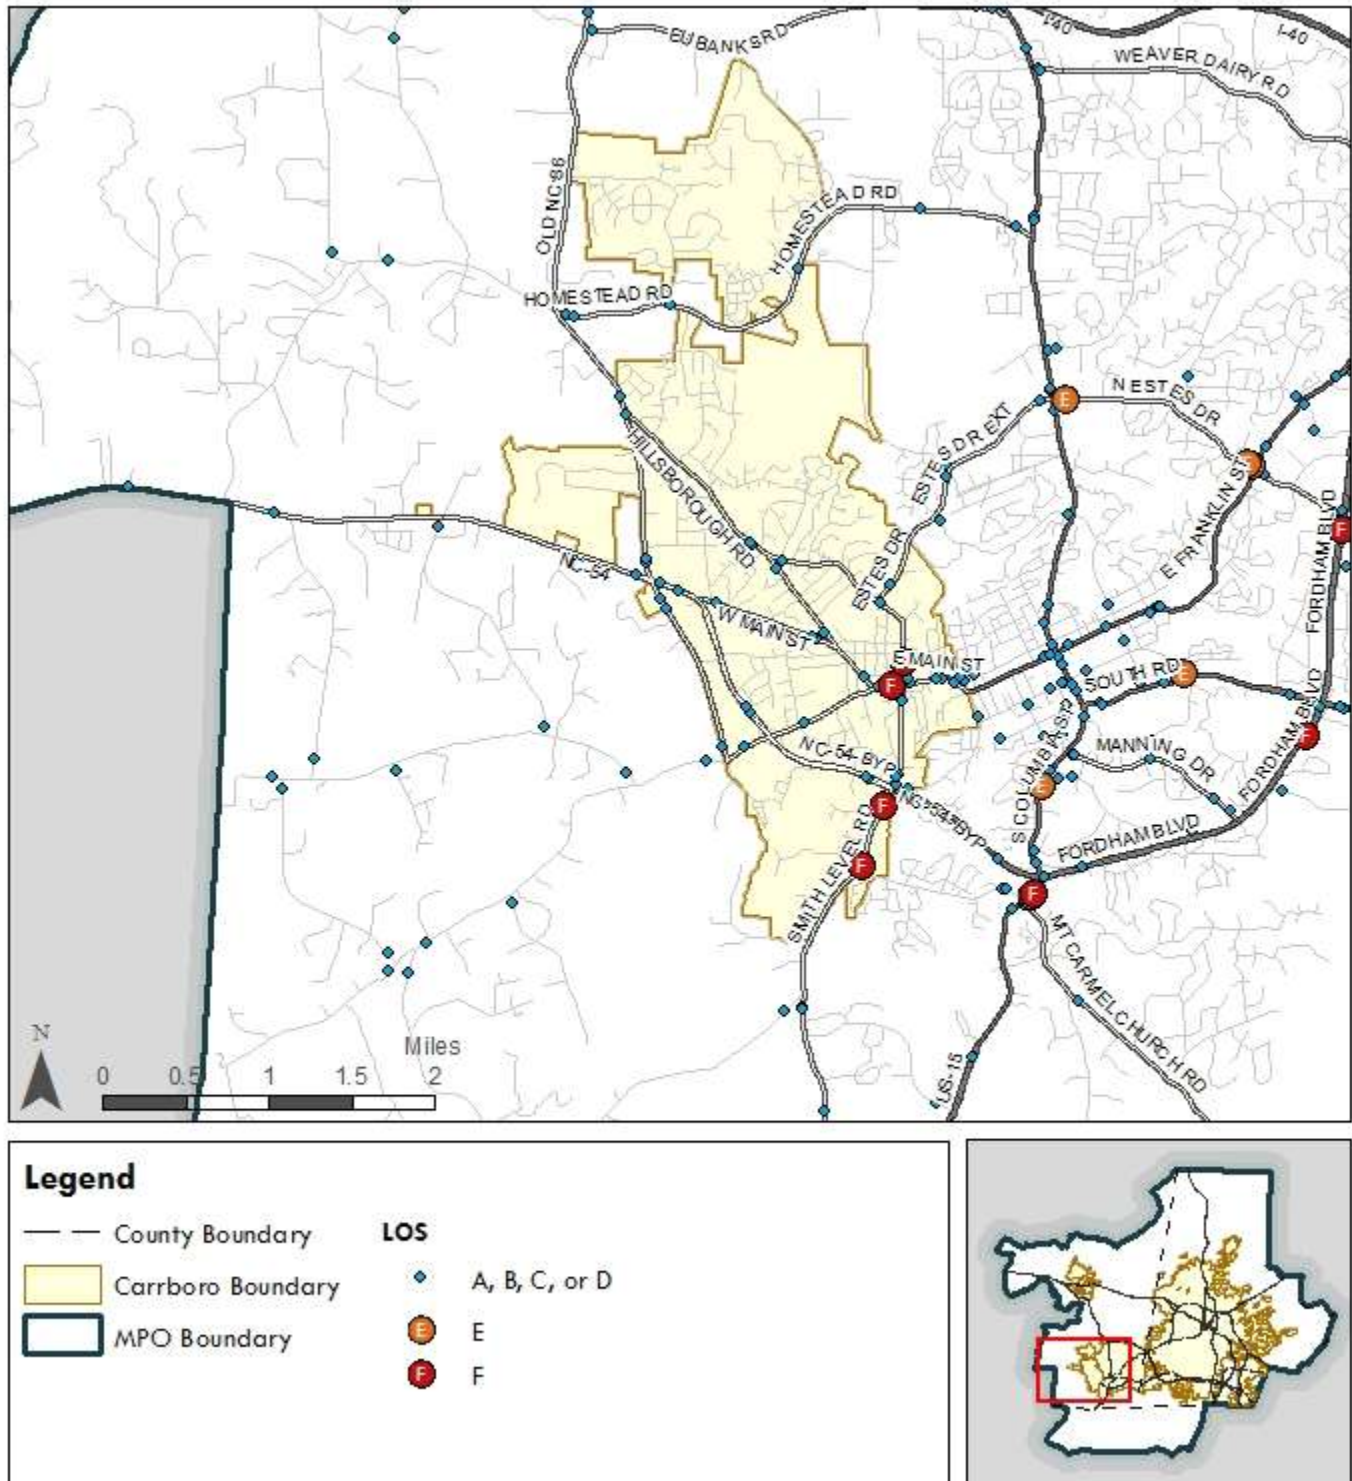 I-40
I-40
EUBANKS RD
WEAVER DAIRY RD
OLD NC 86
HOMESTEAD RD
HOMESTEAD RD
N ESTES DR
ESTES DR EXT
HILLSBOROUGH RD
E FRANKLIN ST
FORDHAM BLVD
NC-54
ESTES DR
W MAIN ST
E MAIN ST
SOUTH RD
S COLUMBIA ST
MANNING DR
NC-54-BYP
NC-54-BYP
FORDHAM BLVD
FORDHAM BLVD
SMITH LEVEL RD
MT CARMEL CHURCH RD
US-15
E
E
E
E
F
F
F
F
F
F
N
Miles
0 0.5 1 1.5 2
Legend
County Boundary
Carrboro Boundary
MPO Boundary
LOS
A, B, C, or D
E E
F F